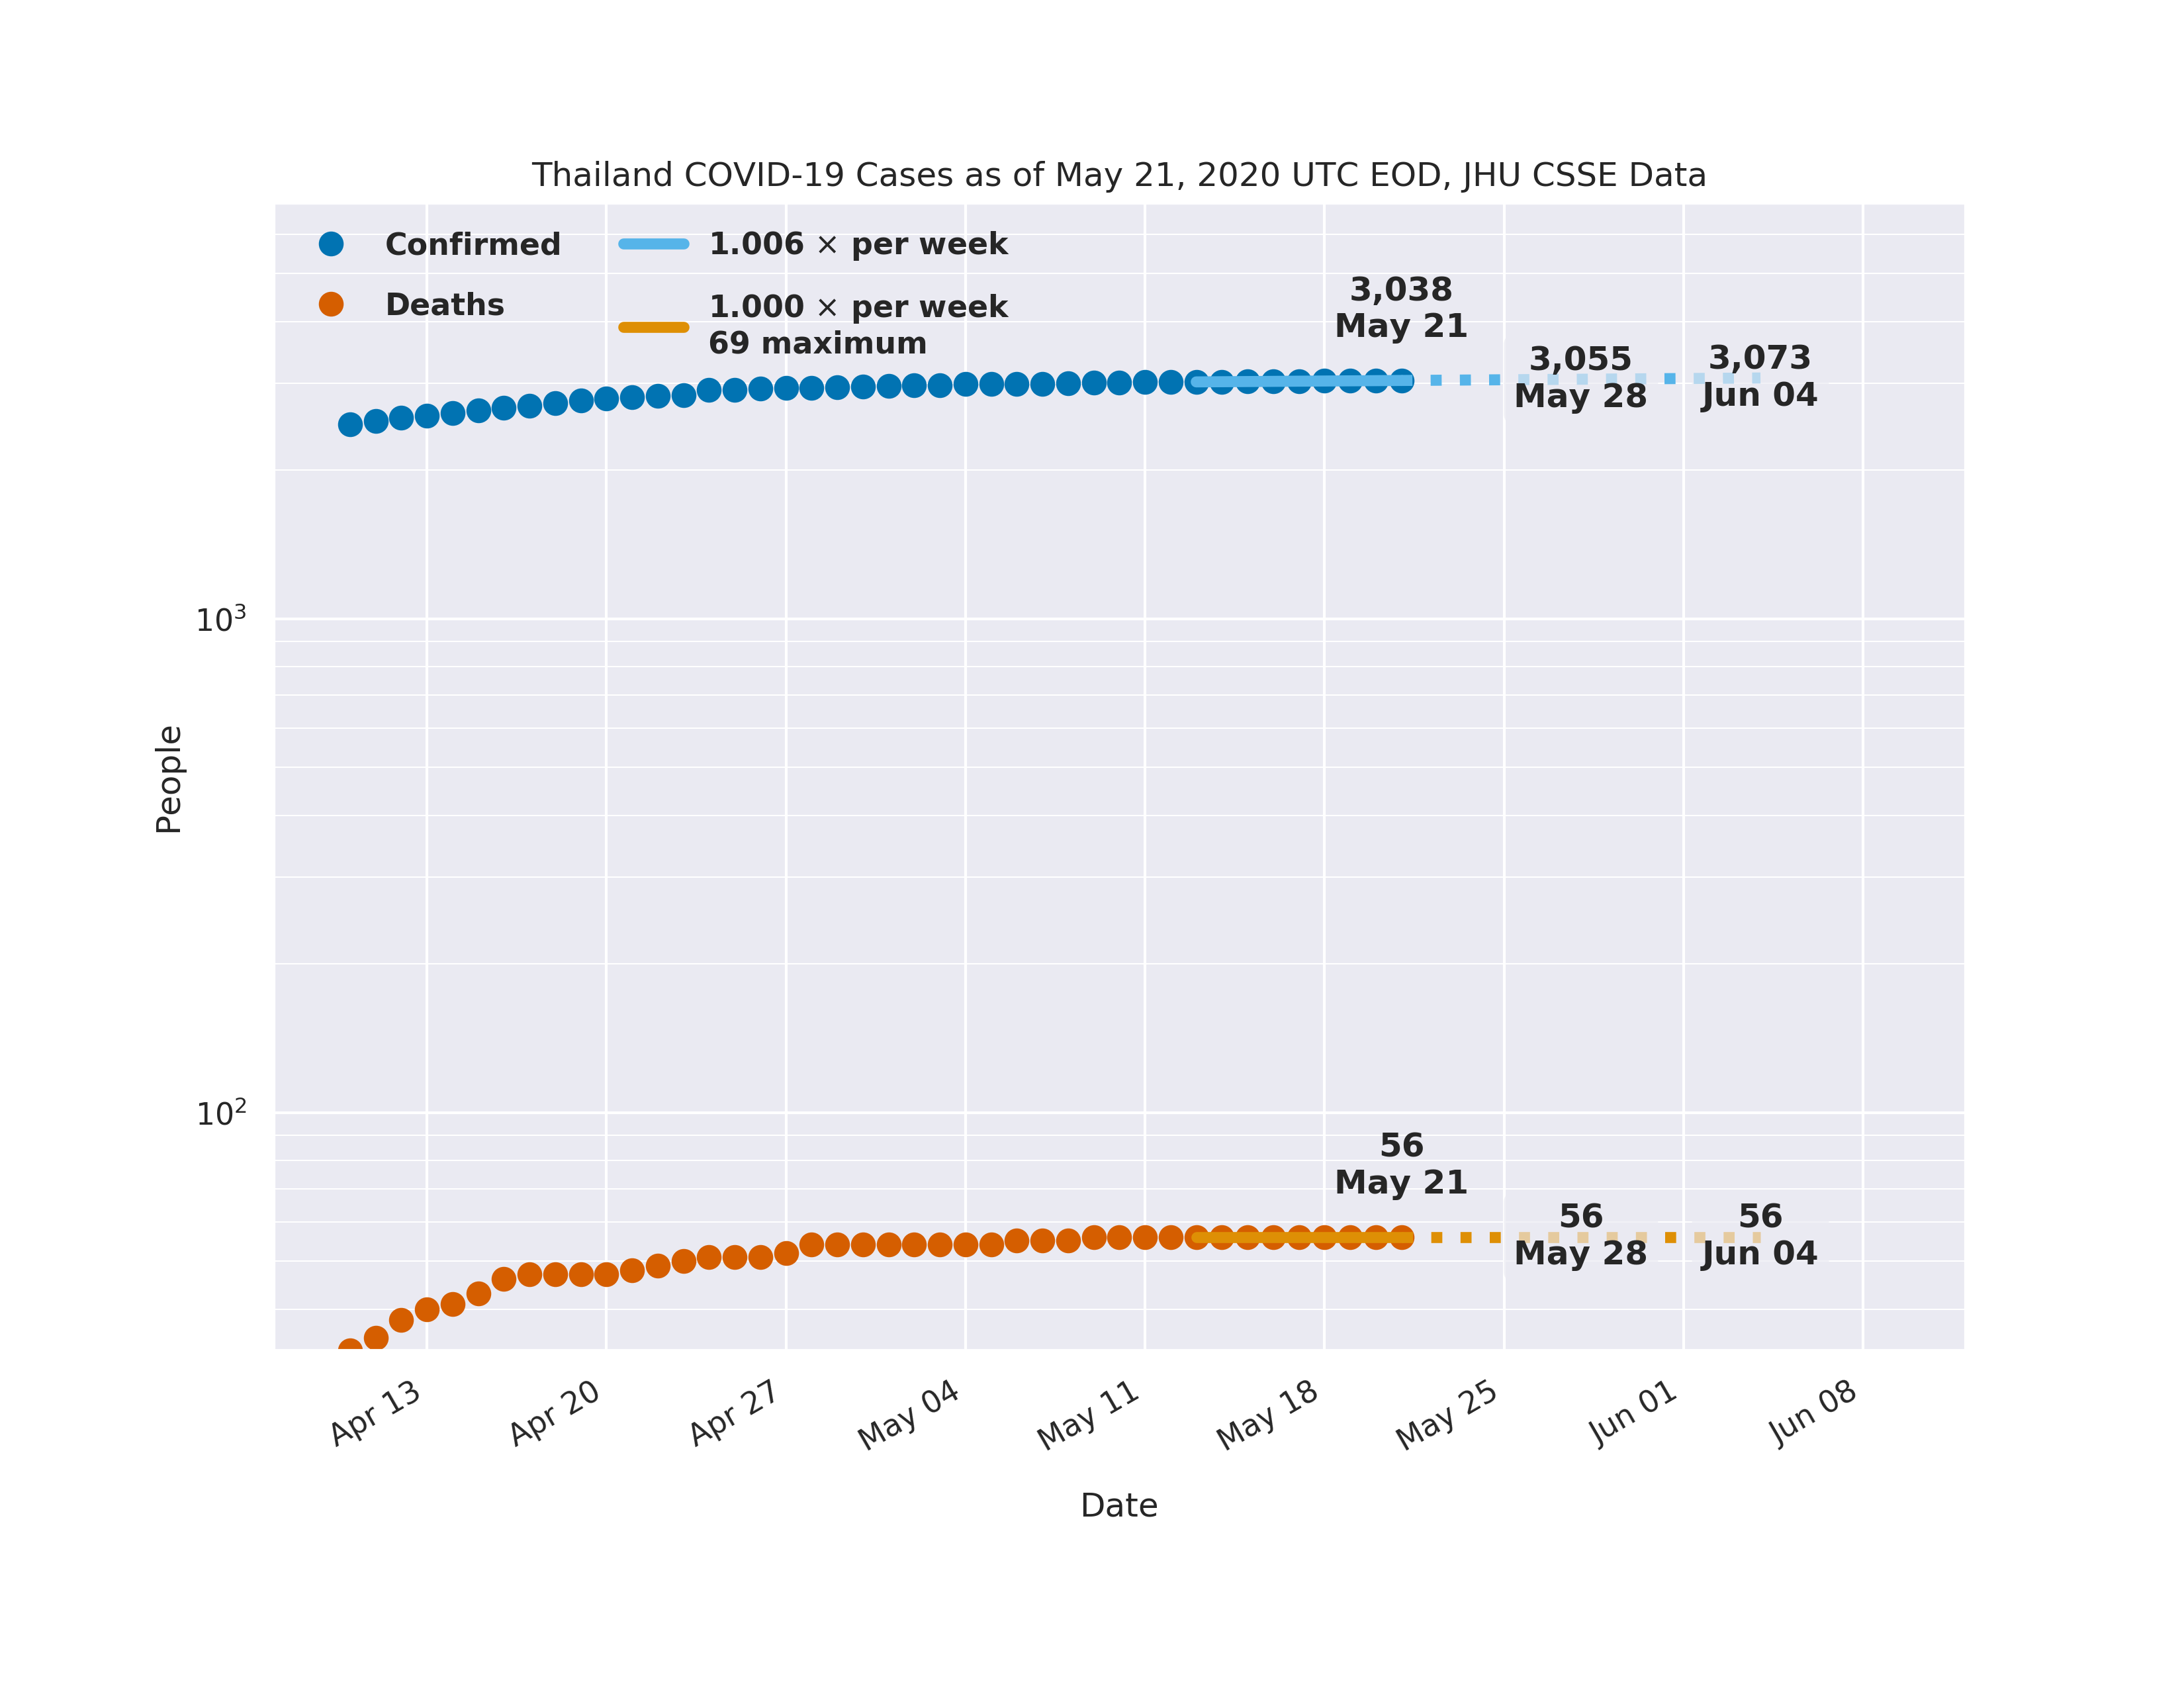 Thailand COVID-19 Cases as of May 21, 2020 UTC EOD, JHU CSSE Data
Confirmed
Deaths
1.006 × per week
1.000 × per week
69 maximum
3,038
May 21
3,055
May 28
3,073
Jun 04
10³
People
10²
56
May 21
56
May 28
56
Jun 04
Apr 13
Apr 20
Apr 27
May 04
May 11
May 18
May 25
Jun 01
Jun 08
Date